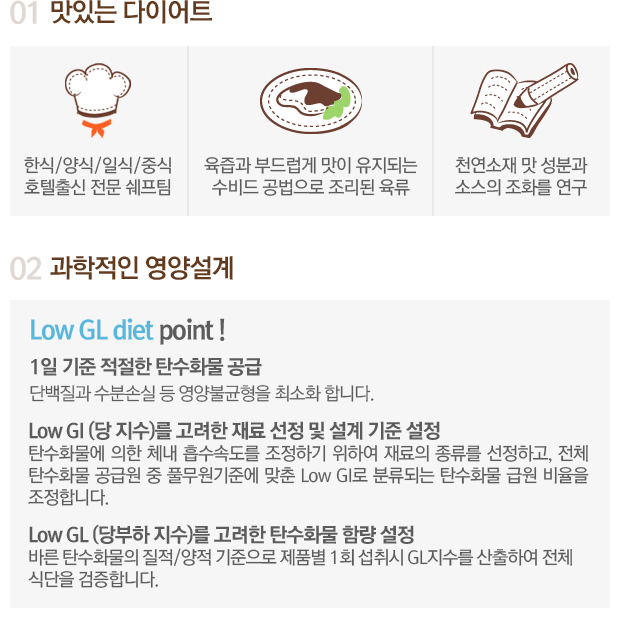 01 맛있는 다이어트
한식/양식/일식/중식
호텔출신 전문 쉐프팀
육즙과 부드럽게 맛이 유지되는
수비드 공법으로 조리된 육류
천연소재 맛 성분과
소스의 조화를 연구
02 과학적인 영양설계
Low GL diet point !
1일 기준 적절한 탄수화물 공급
단백질과 수분손실 등 영양불균형을 최소화 합니다.
Low GI (당 지수)를 고려한 재료 선정 및 설계 기준 설정
탄수화물에 의한 체내 흡수속도를 조정하기 위하여 재료의 종류를 선정하고, 전체
탄수화물 공급원 중 풀무원기준에 맞춘 Low GI로 분류되는 탄수화물 급원 비율을
조정합니다.
Low GL (당부하 지수)를 고려한 탄수화물 함량 설정
바른 탄수화물의 질적/양적 기준으로 제품별 1회 섭취시 GL지수를 산출하여 전체
식단을 검증합니다.